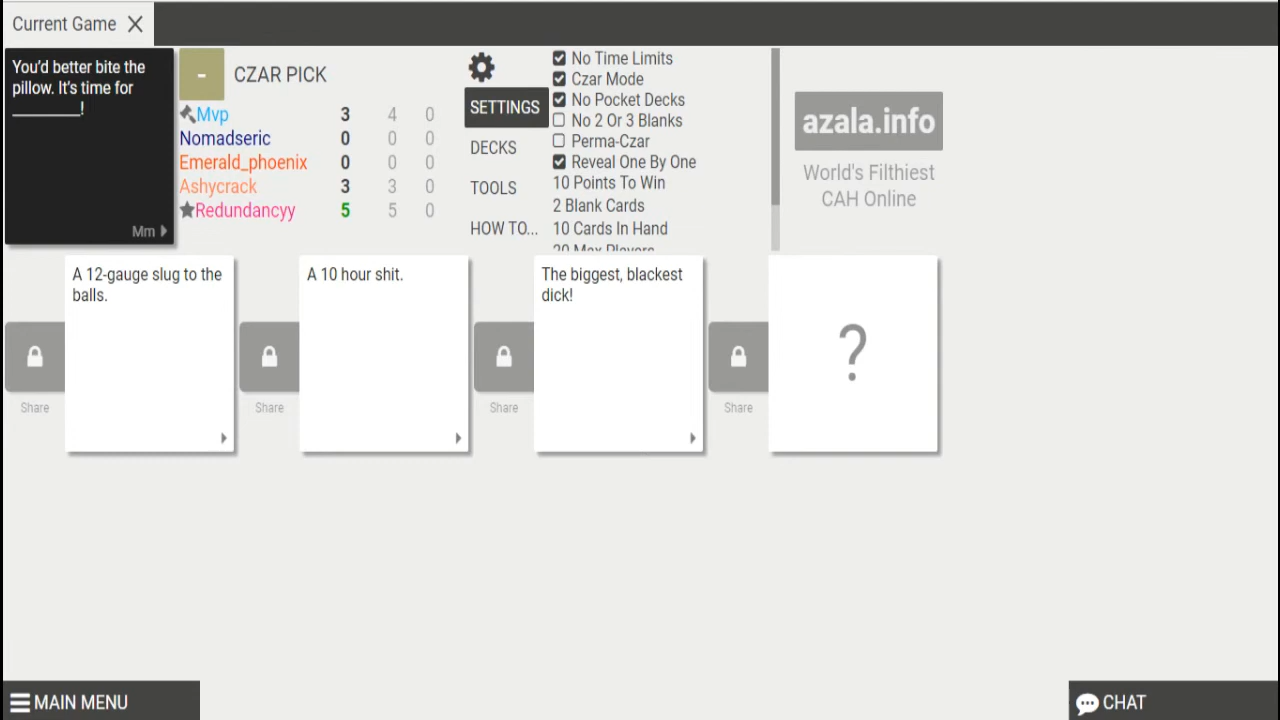 Current Game
You'd better bite the
pillow. It's time for
_________!
Mm
-
CZAR PICK
Mvp 3 4 0
Nomadseric 0 0 0
Emerald_phoenix 0 0 0
Ashycrack 3 3 0
Redundancyy 5 5 0
SETTINGS
DECKS
TOOLS
HOW TO...
No Time Limits
Czar Mode
No Pocket Decks
No 2 Or 3 Blanks
Perma-Czar
Reveal One By One
10 Points To Win
2 Blank Cards
10 Cards In Hand
20 Max Players
azala.info
World's Filthiest
CAH Online
A 12-gauge slug to the
balls.
Share
A 10 hour shit.
Share
The biggest, blackest
dick!
Share
?
Share
MAIN MENU
CHAT